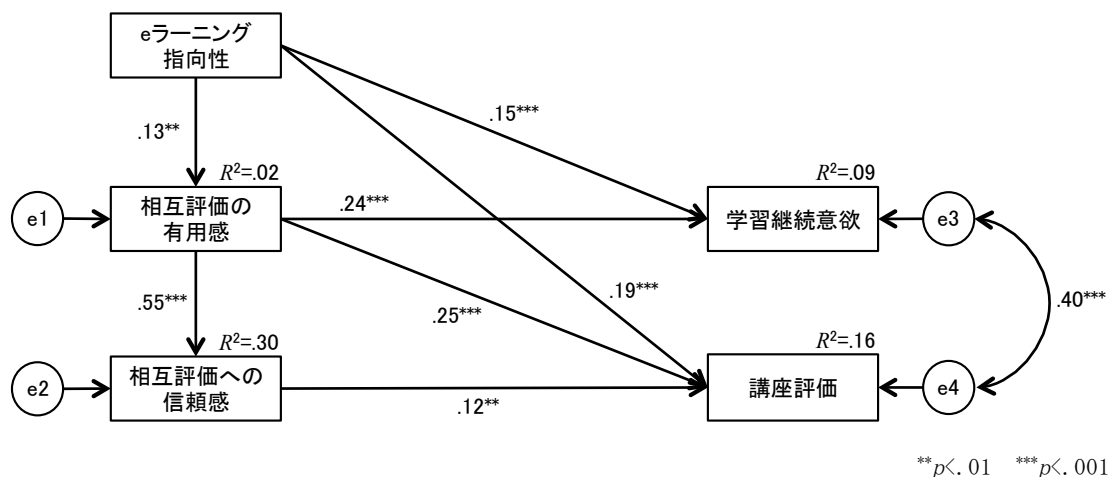 eラーニング
指向性
.15***
.13**
R²=.02
R²=.09
e1
相互評価の
有用感
.24***
学習継続意欲
e3
.55***
.25***
.19***
.40***
R²=.30
R²=.16
e2
相互評価への
信頼感
.12**
講座評価
e4
**p<.01 ***p<.001